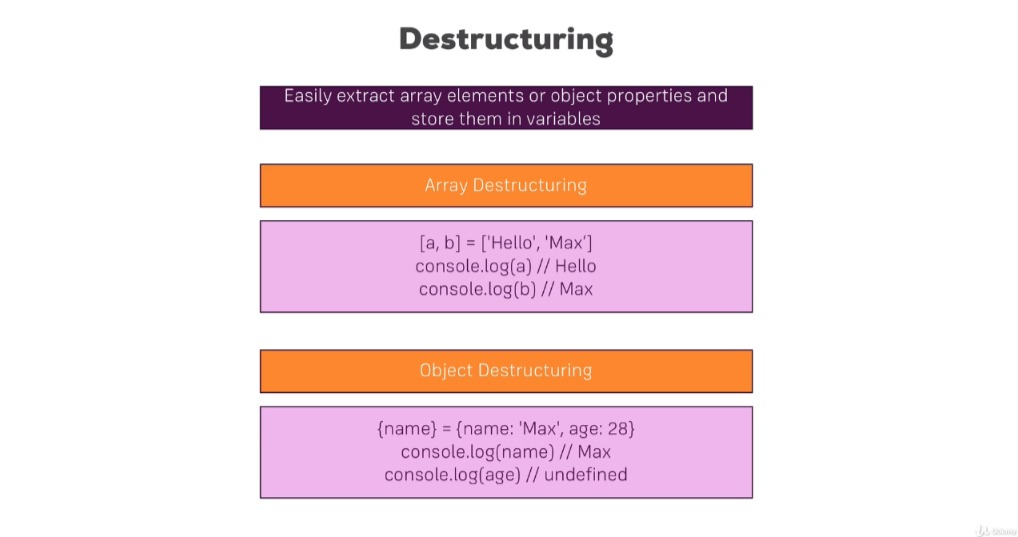 Destructuring
Easily extract array elements or object properties and
store them in variables
Array Destructuring
[a, b] = ['Hello', 'Max']
console.log(a) // Hello
console.log(b) // Max
Object Destructuring
{name} = {name: 'Max', age: 28}
console.log(name) // Max
console.log(age) // undefined
Udemy